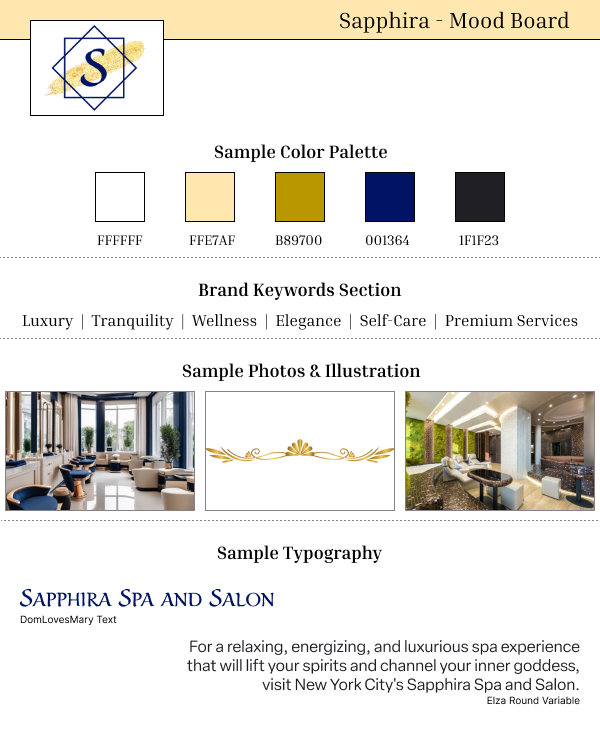 Sapphira - Mood Board
S
Sample Color Palette
FFFFFF FFE7AF B89700 001364 1F1F23
Brand Keywords Section
Luxury | Tranquility | Wellness | Elegance | Self-Care | Premium Services
Sample Photos & Illustration
Sample Typography
Sapphira Spa and Salon
DomLovesMary Text
For a relaxing, energizing, and luxurious spa experience
that will lift your spirits and channel your inner goddess,
visit New York City's Sapphira Spa and Salon.
Elza Round Variable